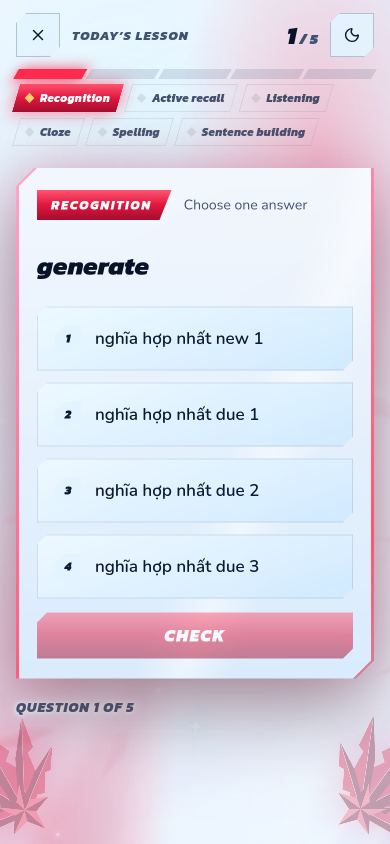 TODAY'S LESSON
1 / 5
Recognition
Active recall
Listening
Cloze
Spelling
Sentence building
RECOGNITION
Choose one answer
generate
1 nghĩa hợp nhất new 1
2 nghĩa hợp nhất due 1
3 nghĩa hợp nhất due 2
4 nghĩa hợp nhất due 3
CHECK
QUESTION 1 OF 5